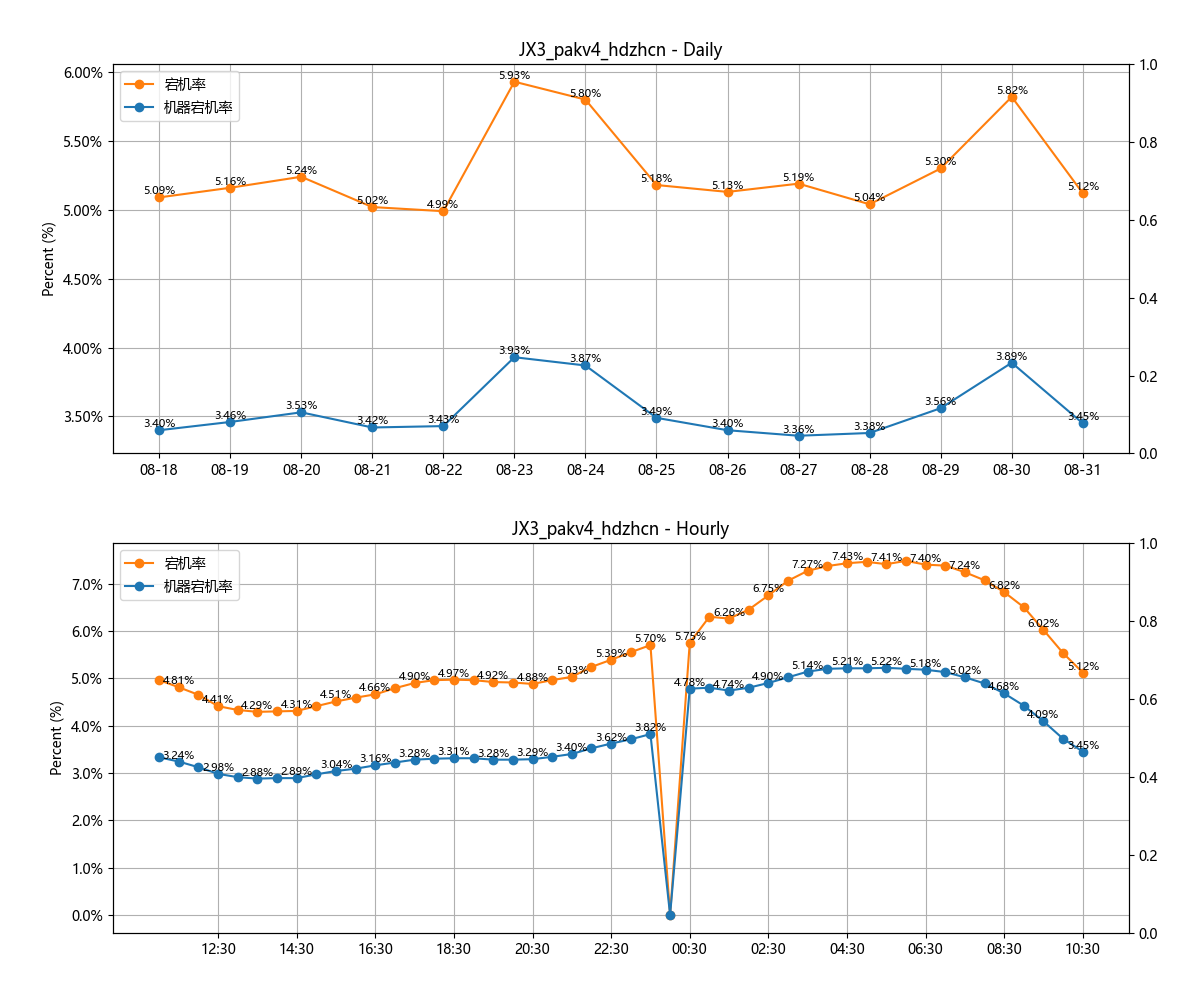 JX3_pakv4_hdzhcn - Daily
宕机率
机器宕机率
Percent (%)
6.00%
5.50%
5.00%
4.50%
4.00%
3.50%
1.0
0.8
0.6
0.4
0.2
0.0
5.09% 5.16% 5.24% 5.02% 4.99% 5.93% 5.80% 5.18% 5.13% 5.19% 5.04% 5.30% 5.82% 5.12%
3.40% 3.46% 3.53% 3.42% 3.43% 3.93% 3.87% 3.49% 3.40% 3.36% 3.38% 3.56% 3.89% 3.45%
08-18 08-19 08-20 08-21 08-22 08-23 08-24 08-25 08-26 08-27 08-28 08-29 08-30 08-31
JX3_pakv4_hdzhcn - Hourly
宕机率
机器宕机率
Percent (%)
7.0%
6.0%
5.0%
4.0%
3.0%
2.0%
1.0%
0.0%
1.0
0.8
0.6
0.4
0.2
0.0
4.81% 4.41% 4.29% 4.31% 4.51% 4.66% 4.90% 4.97% 4.92% 4.88% 5.03% 5.39% 5.70% 5.75% 6.26% 6.75% 7.27% 7.43% 7.41% 7.40% 7.24% 6.82% 6.02% 5.12%
3.24% 2.98% 2.88% 2.89% 3.04% 3.16% 3.28% 3.31% 3.28% 3.29% 3.40% 3.62% 3.82% 4.78% 4.74% 4.90% 5.14% 5.21% 5.22% 5.18% 5.02% 4.68% 4.09% 3.45%
12:30 14:30 16:30 18:30 20:30 22:30 00:30 02:30 04:30 06:30 08:30 10:30